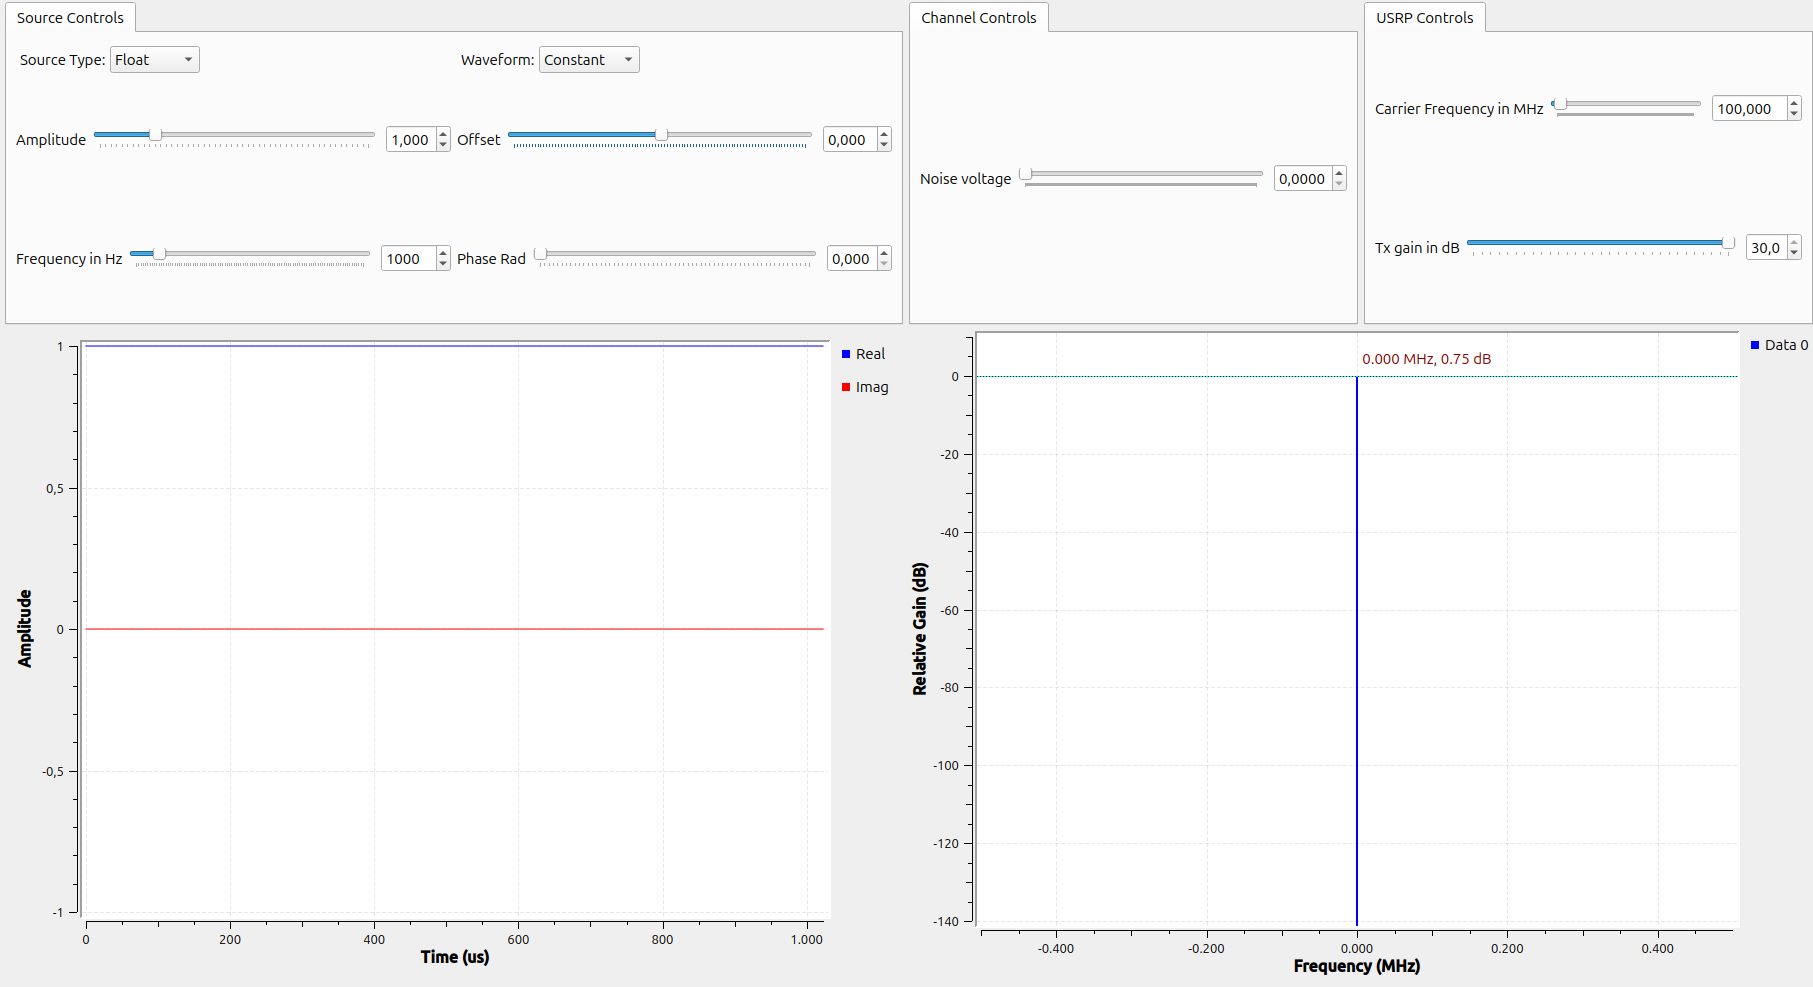 Source Controls
Source Type: Float
Waveform: Constant
Amplitude 1,000
Offset 0,000
Frequency in Hz 1000
Phase Rad 0,000
Channel Controls
Noise voltage 0,0000
USRP Controls
Carrier Frequency in MHz 100,000
Tx gain in dB 30,0
1
0,5
0
-0,5
-1
Amplitude
0 200 400 600 800 1.000
Time (us)
Real
Imag
0.000 MHz, 0.75 dB
0
-20
-40
-60
-80
-100
-120
-140
Relative Gain (dB)
-0.400 -0.200 0.000 0.200 0.400
Frequency (MHz)
Data 0